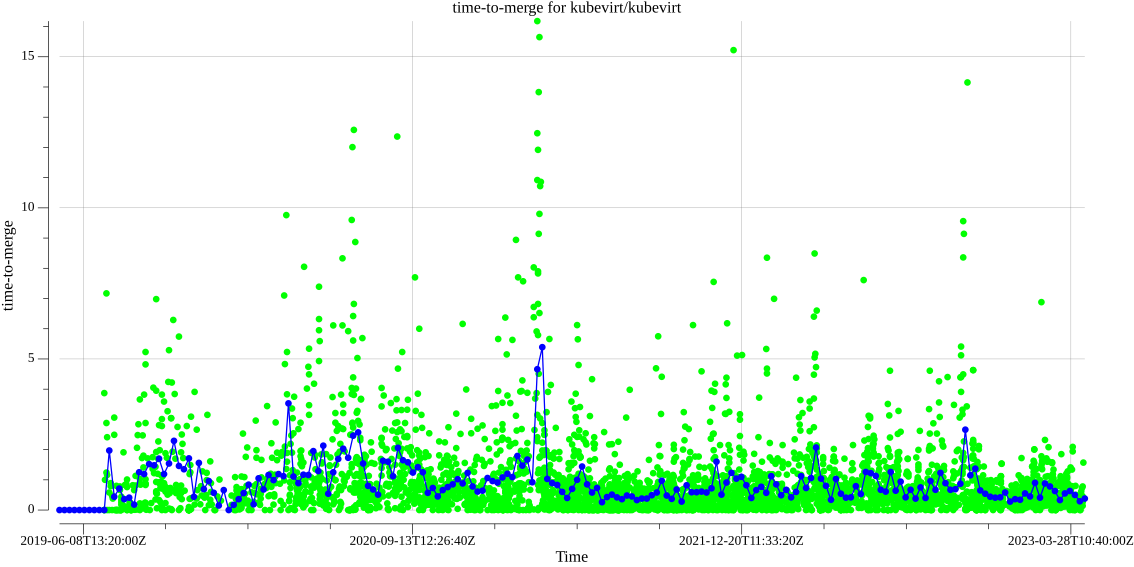 time-to-merge for kubevirt/kubevirt
15
10
time-to-merge
5
0
2019-06-08T13:20:00Z
2020-09-13T12:26:40Z
2021-12-20T11:33:20Z
2023-03-28T10:40:00Z
Time